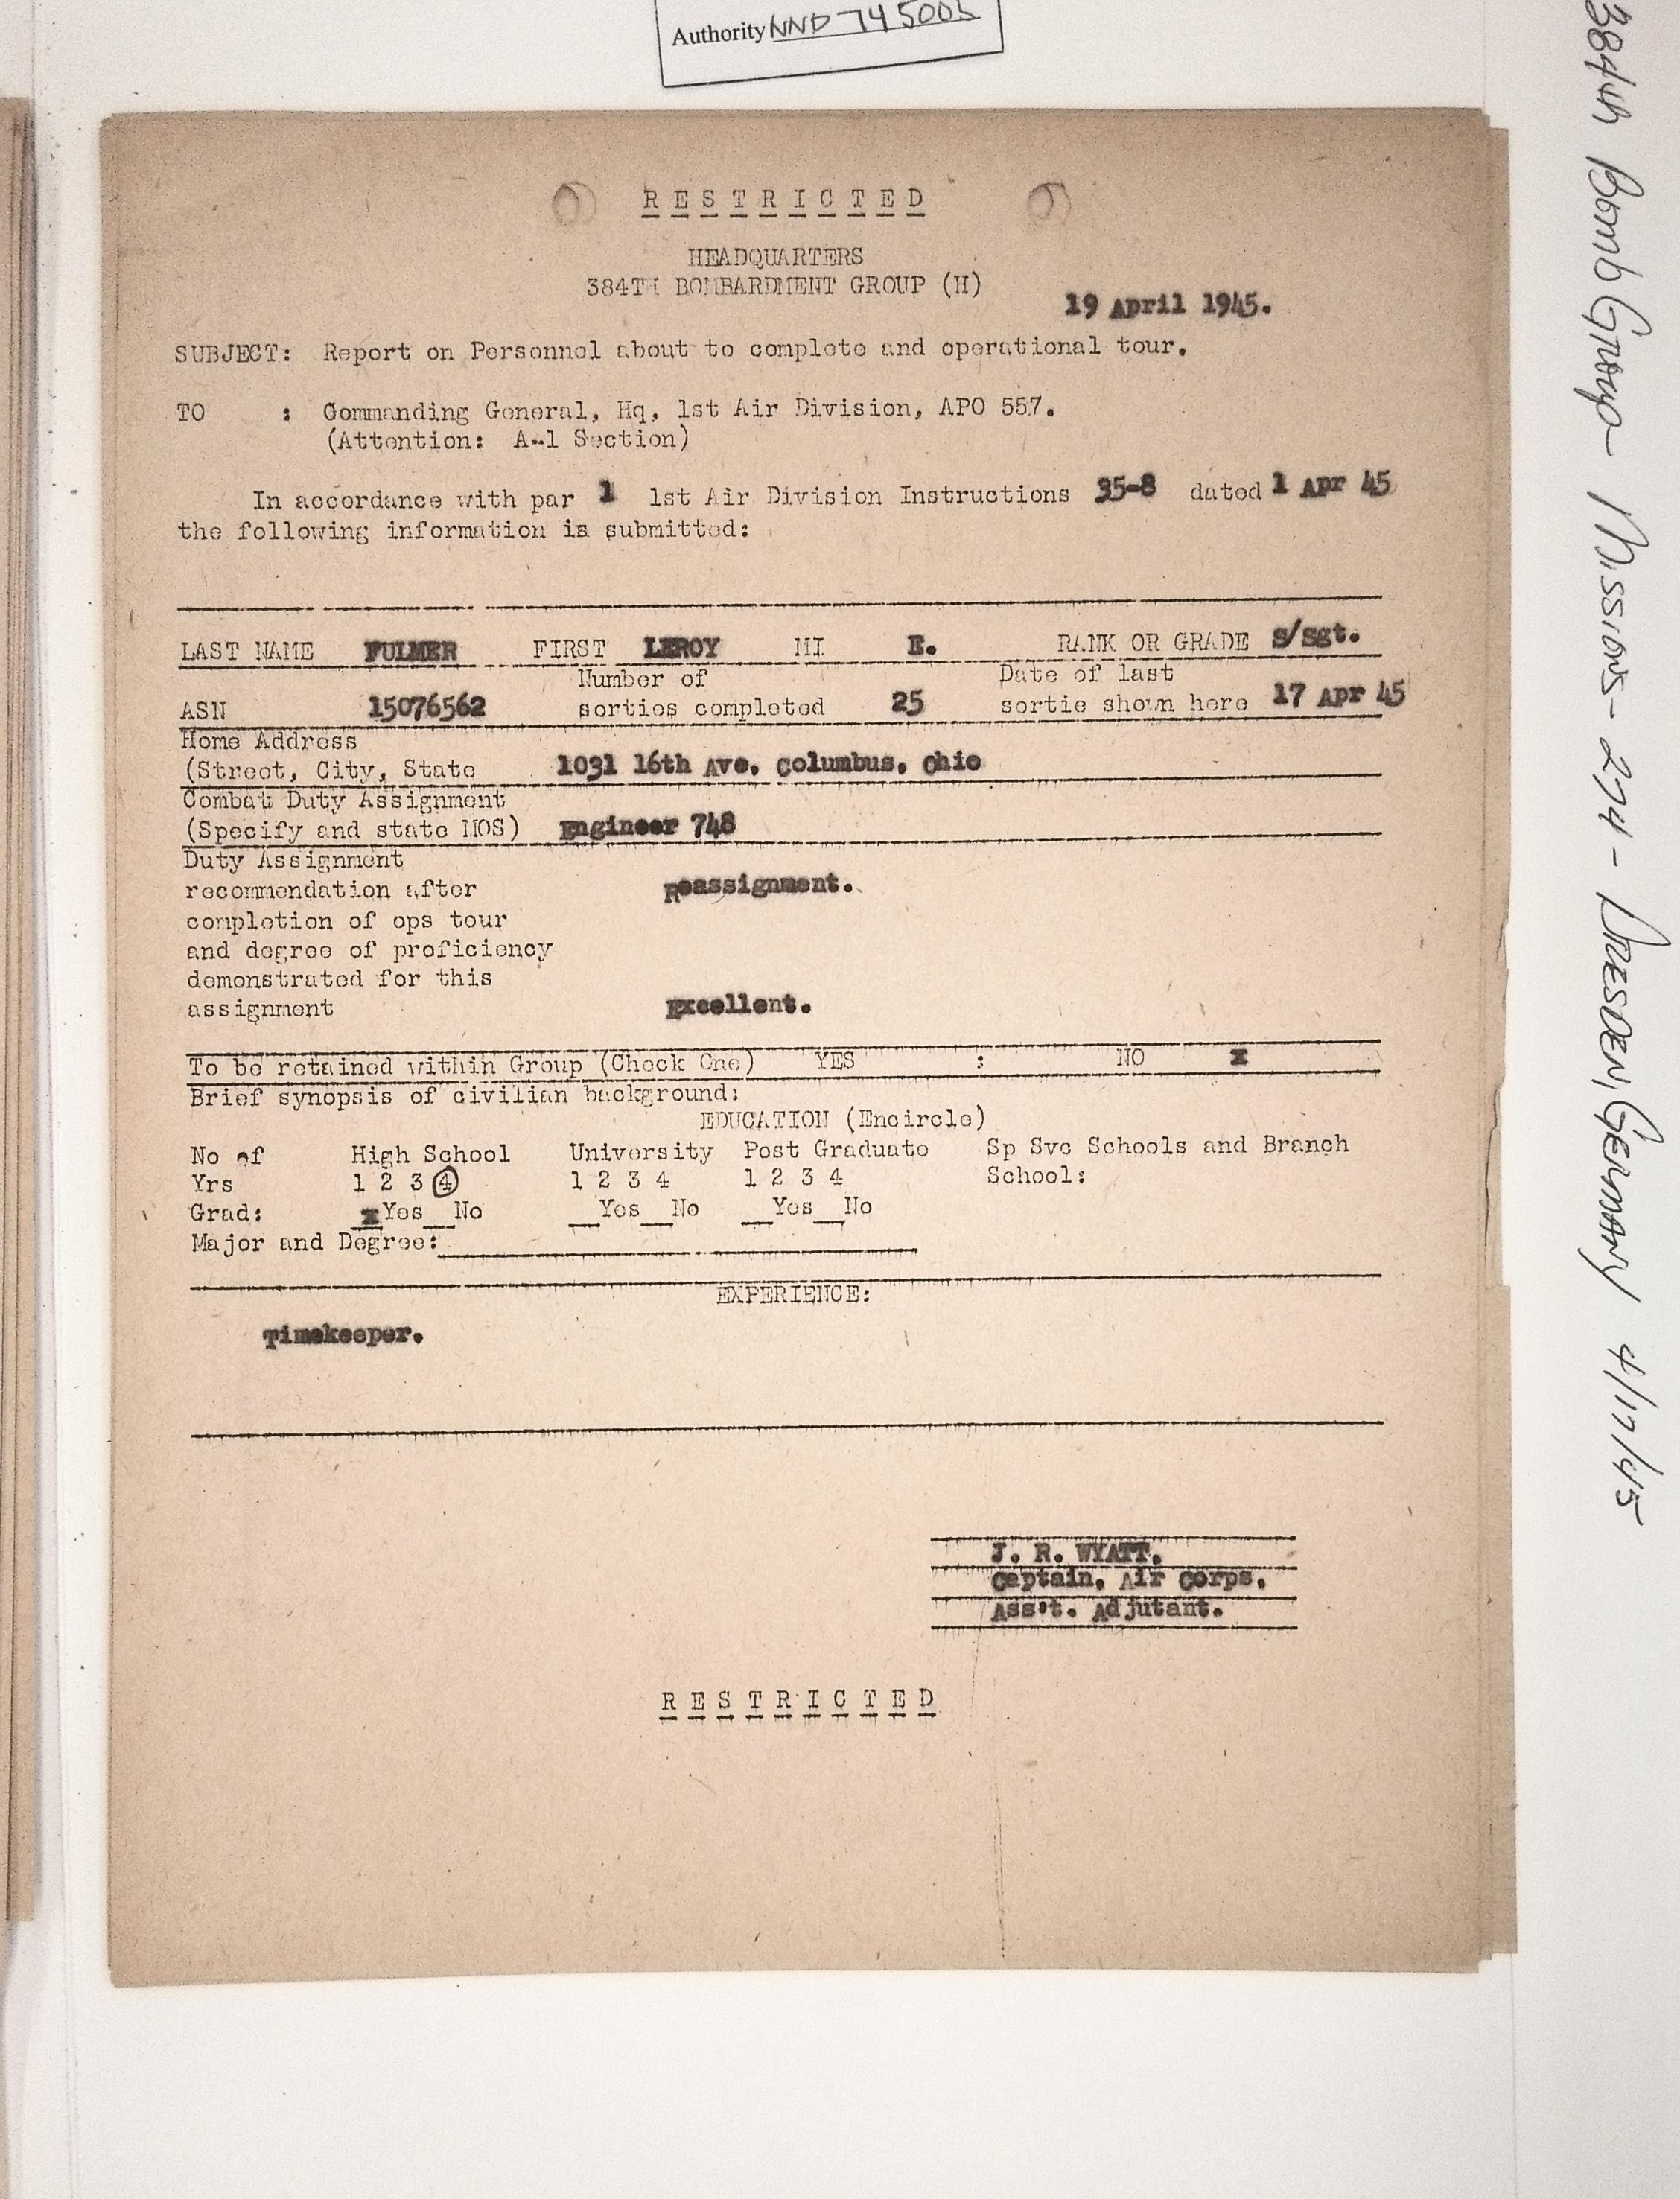 Authority NND 745005
R E S T R I C T E D
HEADQUARTERS
384TH BOMBARDMENT GROUP (H)
19 April 1945.
SUBJECT: Report on Personnel about to complete and operational tour.
TO : Commanding General, Hq, 1st Air Division, APO 557.
(Attention: A-1 Section)
In accordance with par 1 1st Air Division Instructions 35-8 dated 1 Apr 45
the following information is submitted:
LAST NAME FULMER FIRST LEROY MI E. RANK OR GRADE S/Sgt.
Number of Date of last
ASN 15076562 sorties completed 25 sortie shown here 17 Apr 45
Home Address
(Street, City, State 1031 16th Ave. Columbus, Ohio
Combat Duty Assignment
(Specify and state MOS) Engineer 748
Duty Assignment
recommendation after Reassignment.
completion of ops tour
and degree of proficiency
demonstrated for this
assignment Excellent.
To be retained within Group (Check One) YES : NO x
Brief synopsis of civilian background:
EDUCATION (Encircle)
No of High School University Post Graduate Sp Svc Schools and Branch
Yrs 1 2 3 4 1 2 3 4 1 2 3 4 School:
Grad: x Yes__No __Yes__No __Yes__No
Major and Degree:
EXPERIENCE:
Timekeeper.
J. R. WYATT,
Captain, Air Corps,
Ass't. Adjutant.
R E S T R I C T E D
384th Bomb Group - Missions - 274 - DRESDEN, GERMANY 4/17/45